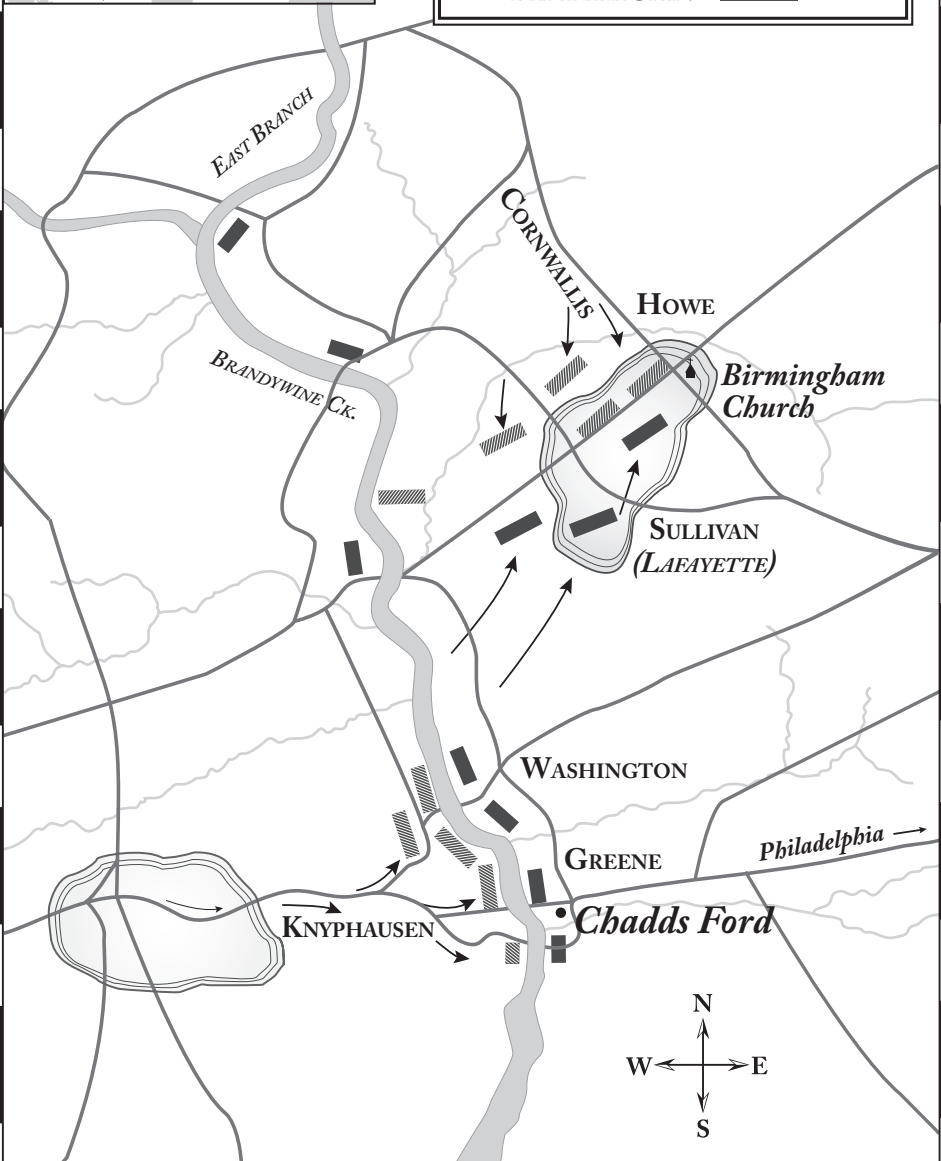 East Branch
Cornwallis
Howe
Brandywine Ck.
Birmingham
Church
Sullivan
(Lafayette)
Washington
Philadelphia
Greene
Knyphausen
Chadds Ford
N
W
E
S